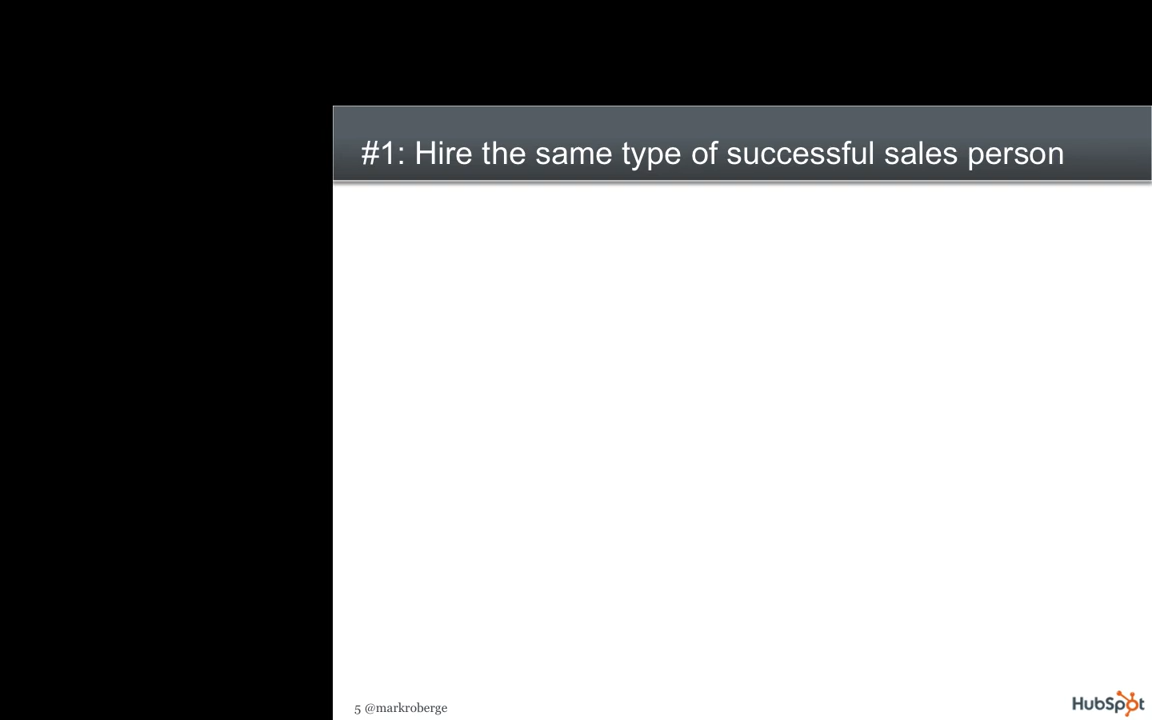 #1: Hire the same type of successful sales person
5 @markroberge
HubSpot